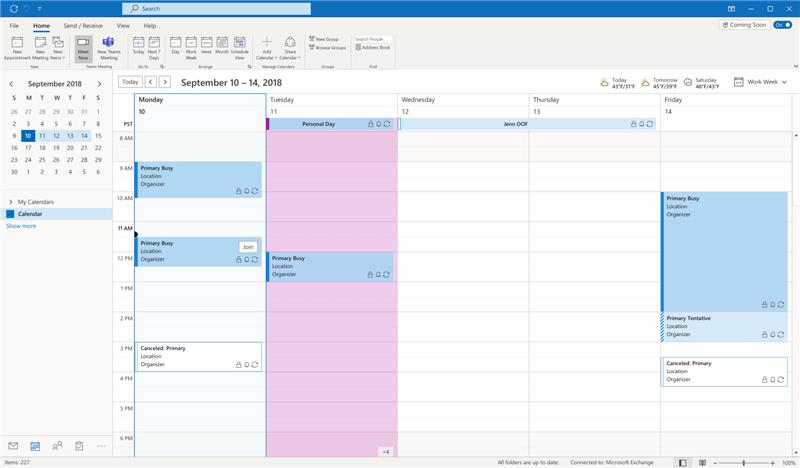 Search
File Home Send / Receive View Help
Coming Soon On
New Appointment
New Meeting
New Items
Meet Now
New Teams Meeting
Today
Next 7 Days
Day
Work Week
Week
Month
Schedule View
Add Calendar
Share Calendar
New Group
Browse Groups
Search People
Address Book
New Teams Meeting Go To Arrange Manage Calendars Groups Find
September 2018
S M T W T F S
26 27 28 29 30 31 1
2 3 4 5 6 7 8
9 10 11 12 13 14 15
16 17 18 19 20 21 22
23 24 25 26 27 28 29
30 1 2 3 4 5 6
My Calendars
Calendar
Show more
Today September 10 – 14, 2018
Today
43°F/31°F
Tomorrow
45°F/39°F
Saturday
48°F/43°F
Work Week
Monday Tuesday Wednesday Thursday Friday
10 11 12 13 14
PST Personal Day Jenn OOF
8 AM
9 AM
10 AM
11 AM
12 PM
1 PM
2 PM
3 PM
4 PM
5 PM
6 PM
Primary Busy
Location
Organizer
Primary Busy
Location
Organizer
Join
Canceled: Primary
Location
Organizer
Primary Busy
Location
Organizer
+4
Primary Busy
Location
Organizer
Primary Tentative
Location
Organizer
Canceled: Primary
Location
Organizer
Items: 227 All folders are up to date. Connected to: Microsoft Exchange 100%